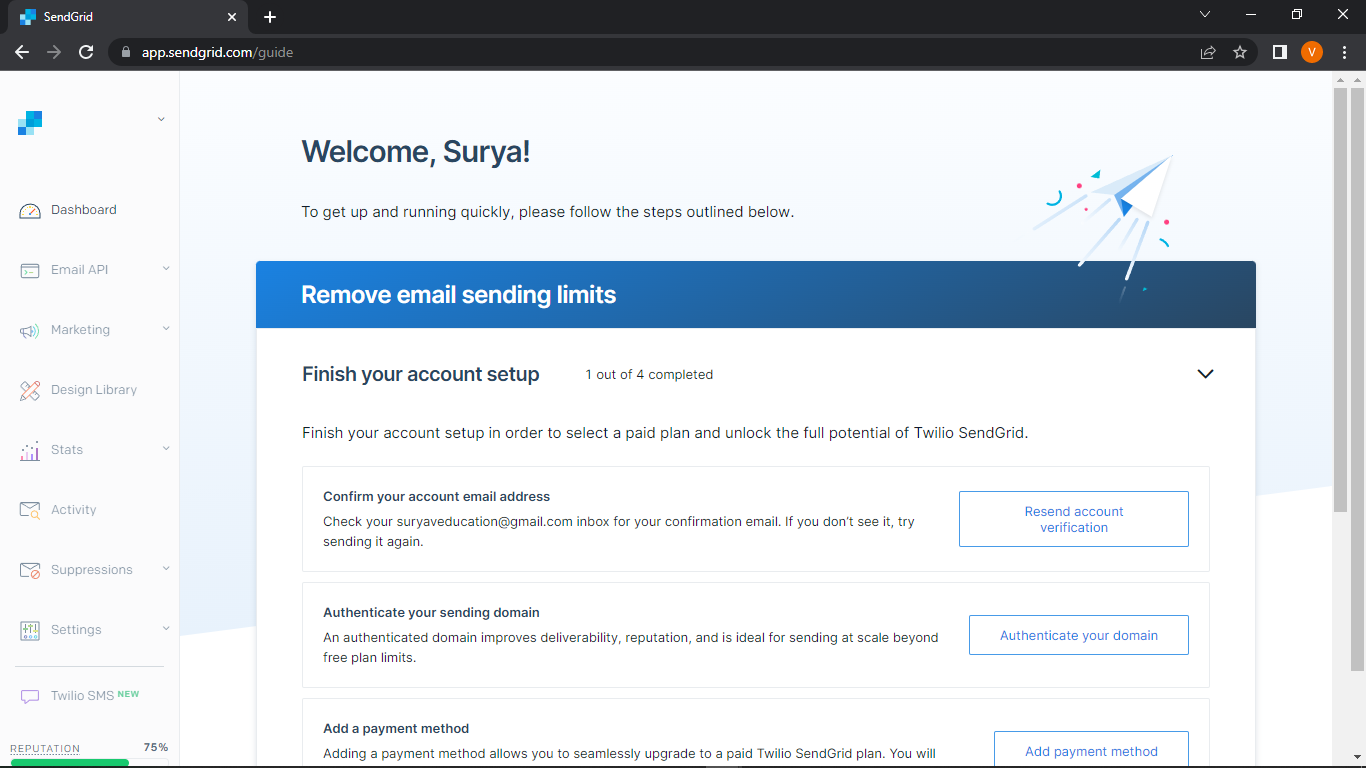 SendGrid
app.sendgrid.com/guide
V
Dashboard
Email API
Marketing
Design Library
Stats
Activity
Suppressions
Settings
Twilio SMS NEW
REPUTATION 75%
Welcome, Surya!
To get up and running quickly, please follow the steps outlined below.
Remove email sending limits
Finish your account setup 1 out of 4 completed
Finish your account setup in order to select a paid plan and unlock the full potential of Twilio SendGrid.
Confirm your account email address
Check your suryaveducation@gmail.com inbox for your confirmation email. If you don't see it, try
sending it again.
Resend account
verification
Authenticate your sending domain
An authenticated domain improves deliverability, reputation, and is ideal for sending at scale beyond
free plan limits.
Authenticate your domain
Add a payment method
Adding a payment method allows you to seamlessly upgrade to a paid Twilio SendGrid plan. You will
Add payment method